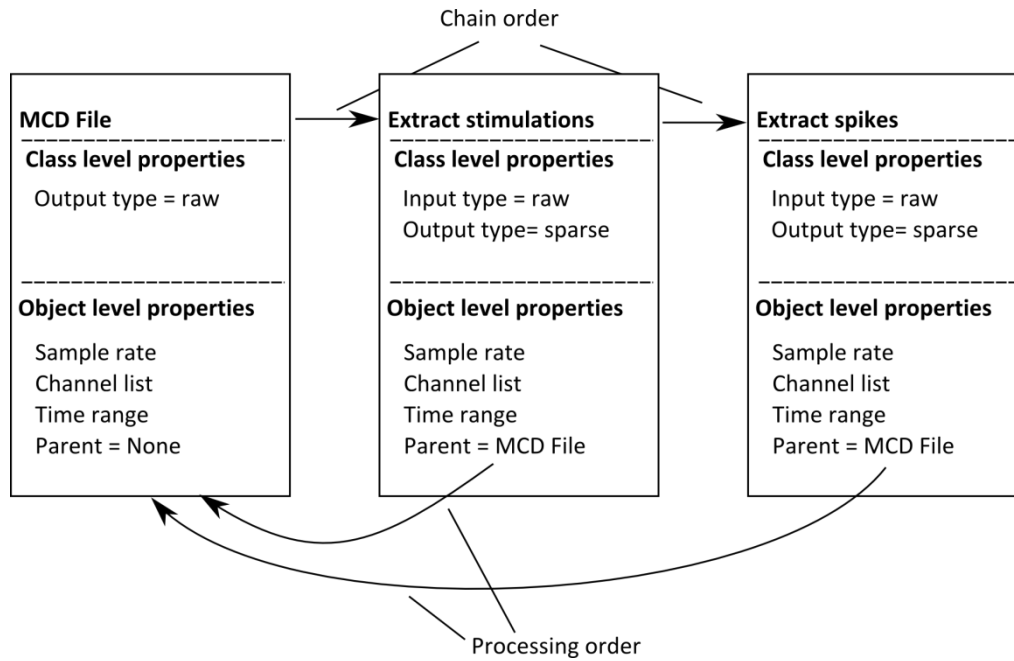 Chain order
MCD File
Class level properties
Output type = raw
Object level properties
Sample rate
Channel list
Time range
Parent = None
Extract stimulations
Class level properties
Input type = raw
Output type= sparse
Object level properties
Sample rate
Channel list
Time range
Parent = MCD File
Extract spikes
Class level properties
Input type = raw
Output type= sparse
Object level properties
Sample rate
Channel list
Time range
Parent = MCD File
Processing order